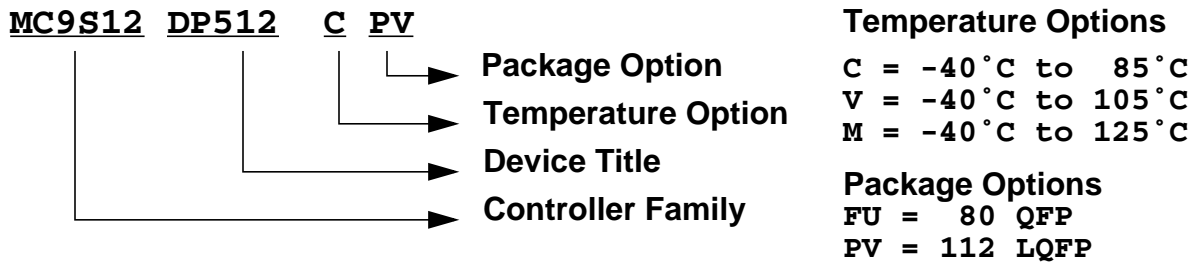 MC9S12 DP512 C PV
Package Option
Temperature Option
Device Title
Controller Family
Temperature Options
C = -40˚C to 85˚C
V = -40˚C to 105˚C
M = -40˚C to 125˚C
Package Options
FU = 80 QFP
PV = 112 LQFP